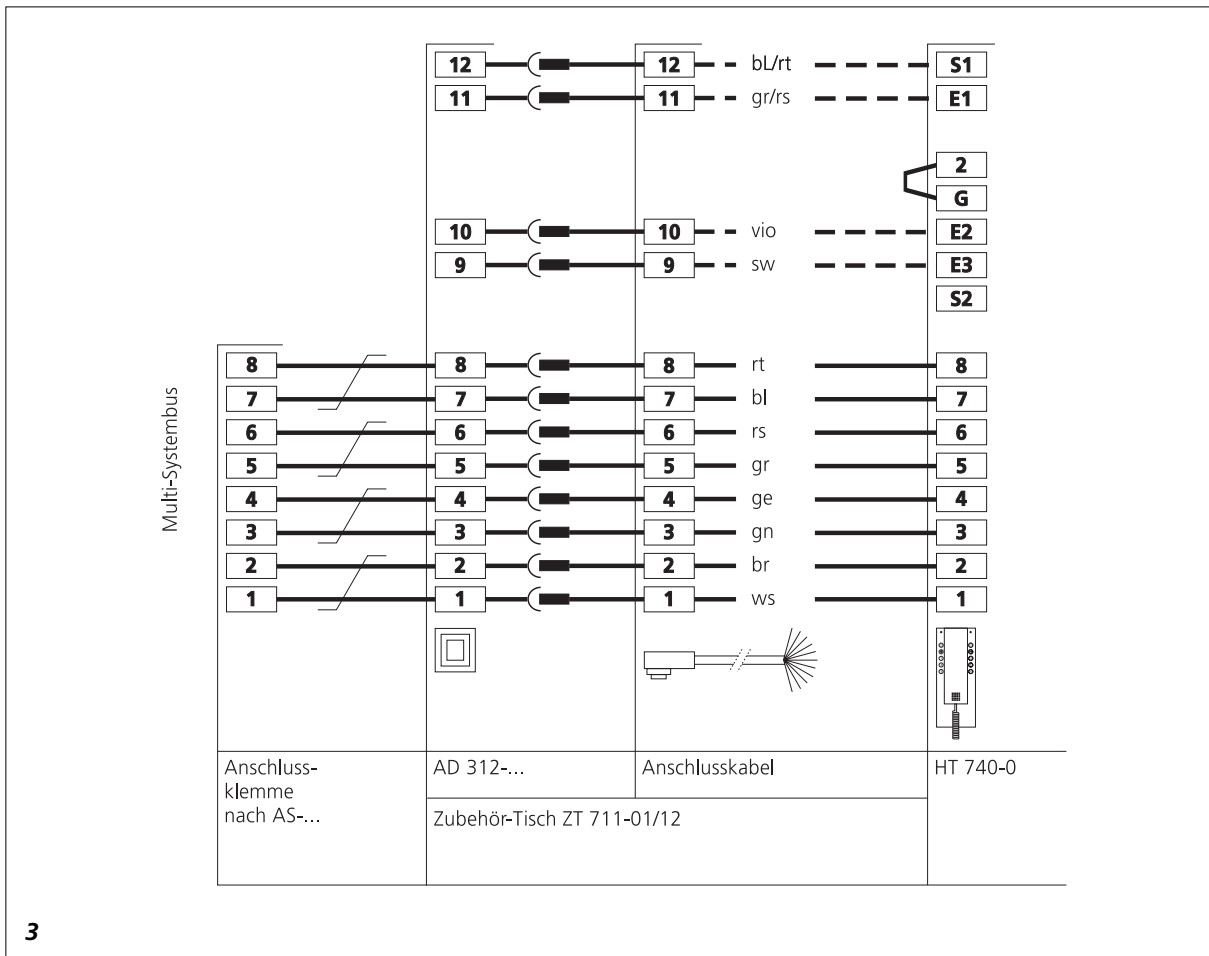 12 12 bL/rt S1
11 11 gr/rs E1
2
G
10 10 vio E2
9 9 sw E3
S2
8 8 8 rt 8
7 7 7 bl 7
6 6 6 rs 6
5 5 5 gr 5
4 4 4 ge 4
3 3 3 gn 3
2 2 2 br 2
1 1 1 ws 1
Multi-Systembus
Anschluss-
klemme
nach AS-...
AD 312-...
Anschlusskabel
HT 740-0
Zubehör-Tisch ZT 711-01/12
3